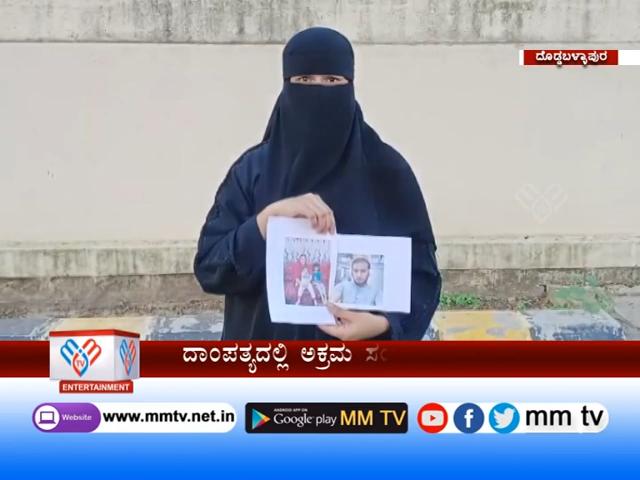 ದೊಡ್ಡಬಳ್ಳಾಪುರ
ದಾಂಪತ್ಯದಲ್ಲಿ ಅಕ್ರಮ
TV
ENTERTAINMENT
Website
www.mmtv.net.in
ANDROID APP ON
Google play
MM TV
mm tv